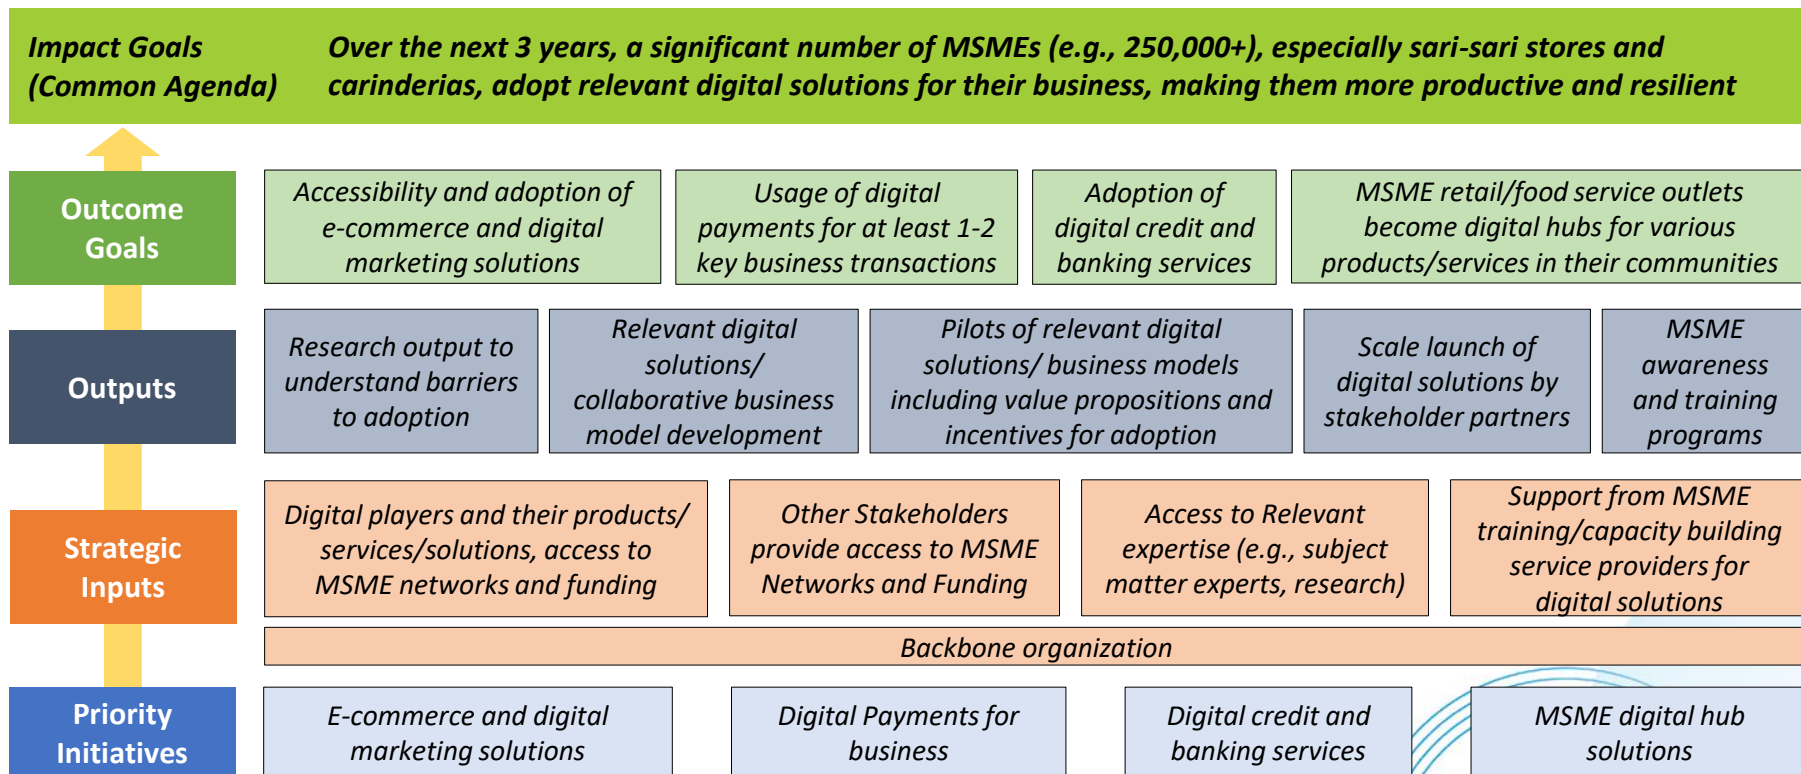 Impact Goals
(Common Agenda)
Over the next 3 years, a significant number of MSMEs (e.g., 250,000+), especially sari-sari stores and
carinderias, adopt relevant digital solutions for their business, making them more productive and resilient
Outcome
Goals
Accessibility and adoption of
e-commerce and digital
marketing solutions
Usage of digital
payments for at least 1-2
key business transactions
Adoption of
digital credit and
banking services
MSME retail/food service outlets
become digital hubs for various
products/services in their communities
Outputs
Research output to
understand barriers
to adoption
Relevant digital
solutions/
collaborative business
model development
Pilots of relevant digital
solutions/ business models
including value propositions and
incentives for adoption
Scale launch of
digital solutions by
stakeholder partners
MSME
awareness
and training
programs
Strategic
Inputs
Digital players and their products/
services/solutions, access to
MSME networks and funding
Other Stakeholders
provide access to MSME
Networks and Funding
Access to Relevant
expertise (e.g., subject
matter experts, research)
Support from MSME
training/capacity building
service providers for
digital solutions
Backbone organization
Priority
Initiatives
E-commerce and digital
marketing solutions
Digital Payments for
business
Digital credit and
banking services
MSME digital hub
solutions